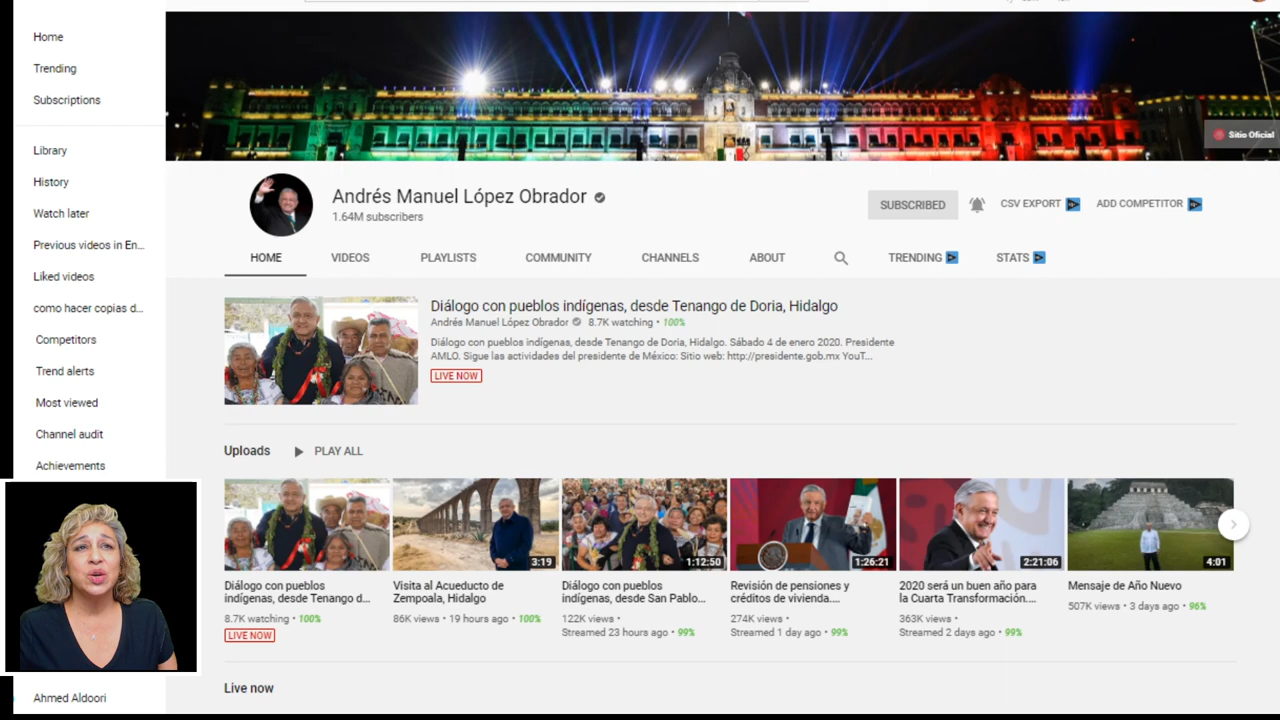 Home
Trending
Subscriptions
Library
History
Watch later
Previous videos in En...
Liked videos
como hacer copias d...
Competitors
Trend alerts
Most viewed
Channel audit
Achievements
Ahmed Aldoori
Sitio Oficial
Andrés Manuel López Obrador
1.64M subscribers
SUBSCRIBED
CSV EXPORT
ADD COMPETITOR
HOME VIDEOS PLAYLISTS COMMUNITY CHANNELS ABOUT TRENDING STATS
Diálogo con pueblos indígenas, desde Tenango de Doria, Hidalgo
Andrés Manuel López Obrador 8.7K watching • 100%
Diálogo con pueblos indígenas, desde Tenango de Doria, Hidalgo. Sábado 4 de enero 2020. Presidente
AMLO. Sigue las actividades del presidente de México: Sitio web: http://presidente.gob.mx YouT...
LIVE NOW
Uploads PLAY ALL
Diálogo con pueblos
indígenas, desde Tenango d...
8.7K watching • 100%
LIVE NOW
3:19
Visita al Acueducto de
Zempoala, Hidalgo
86K views • 19 hours ago • 100%
1:12:50
Diálogo con pueblos
indígenas, desde San Pablo...
122K views •
Streamed 23 hours ago • 99%
1:26:21
Revisión de pensiones y
créditos de vivienda....
274K views •
Streamed 1 day ago • 99%
2:21:06
2020 será un buen año para
la Cuarta Transformación....
363K views •
Streamed 2 days ago • 99%
4:01
Mensaje de Año Nuevo
507K views • 3 days ago • 96%
Live now